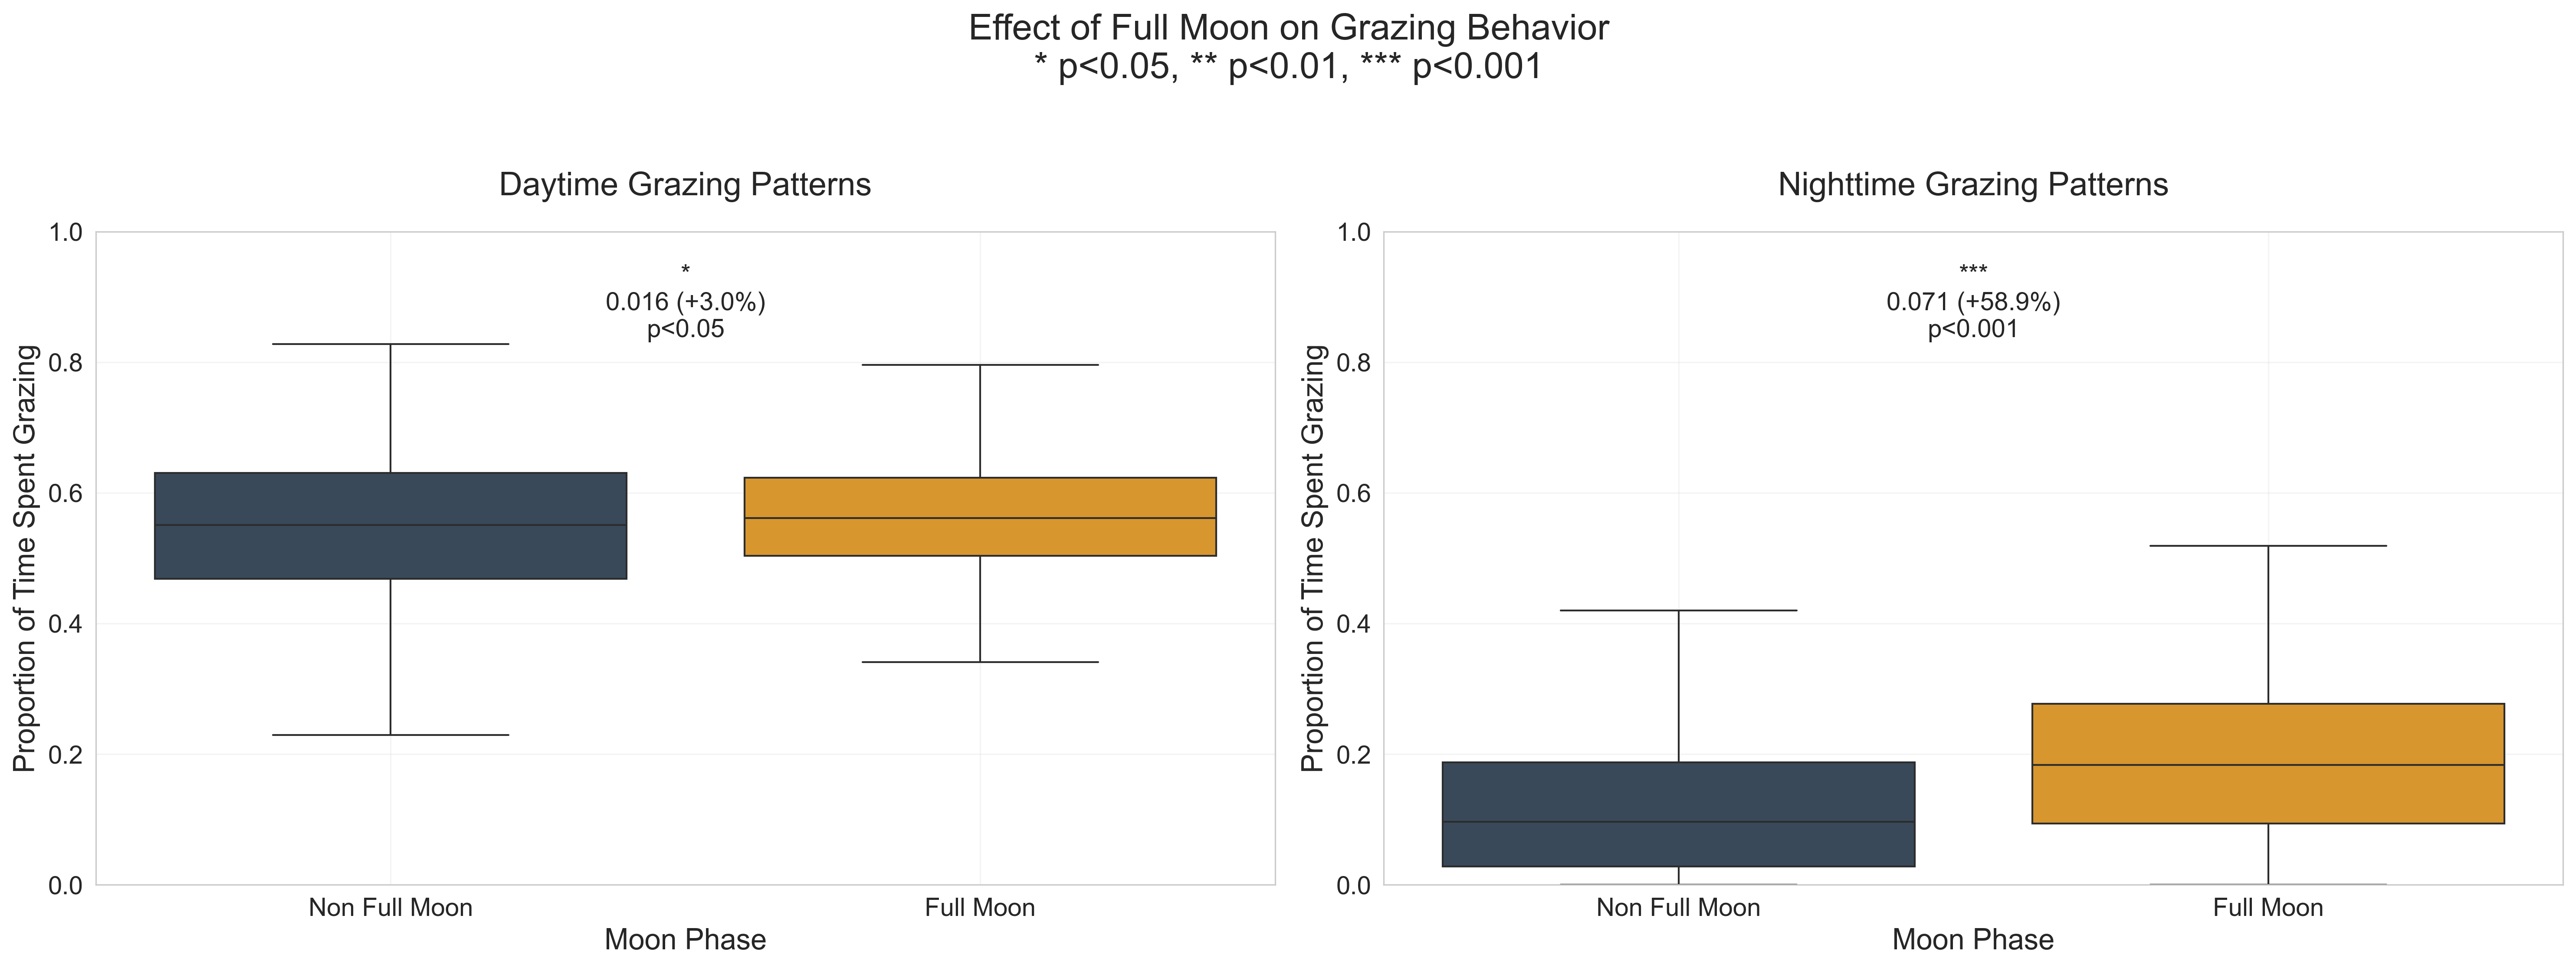 Effect of Full Moon on Grazing Behavior
* p<0.05, ** p<0.01, *** p<0.001
Daytime Grazing Patterns
Proportion of Time Spent Grazing
1.0
0.8
0.6
0.4
0.2
0.0
*
0.016 (+3.0%)
p<0.05
Non Full Moon
Full Moon
Moon Phase
Nighttime Grazing Patterns
Proportion of Time Spent Grazing
1.0
0.8
0.6
0.4
0.2
0.0
***
0.071 (+58.9%)
p<0.001
Non Full Moon
Full Moon
Moon Phase